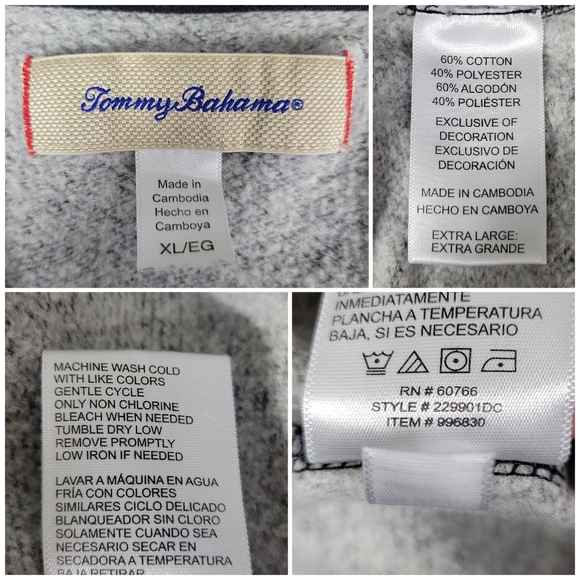 Tommy Bahama®
Made in
Cambodia
Hecho en
Camboya
XL/EG
60% COTTON
40% POLYESTER
60% ALGODÓN
40% POLIÉSTER
EXCLUSIVE OF
DECORATION
EXCLUSIVO DE
DECORACIÓN
MADE IN CAMBODIA
HECHO EN CAMBOYA
EXTRA LARGE:
EXTRA GRANDE
MACHINE WASH COLD
WITH LIKE COLORS
GENTLE CYCLE
ONLY NON CHLORINE
BLEACH WHEN NEEDED
TUMBLE DRY LOW
REMOVE PROMPTLY
LOW IRON IF NEEDED
LAVAR A MÁQUINA EN AGUA
FRÍA CON COLORES
SIMILARES CICLO DELICADO
BLANQUEADOR SIN CLORO
SOLAMENTE CUANDO SEA
NECESARIO SECAR EN
SECADORA A TEMPERATURA
BAJA RETIRAR
INMEDIATAMENTE
PLANCHA A TEMPERATURA
BAJA, SI ES NECESARIO
RN # 60766
STYLE # 229901DC
ITEM # 996830